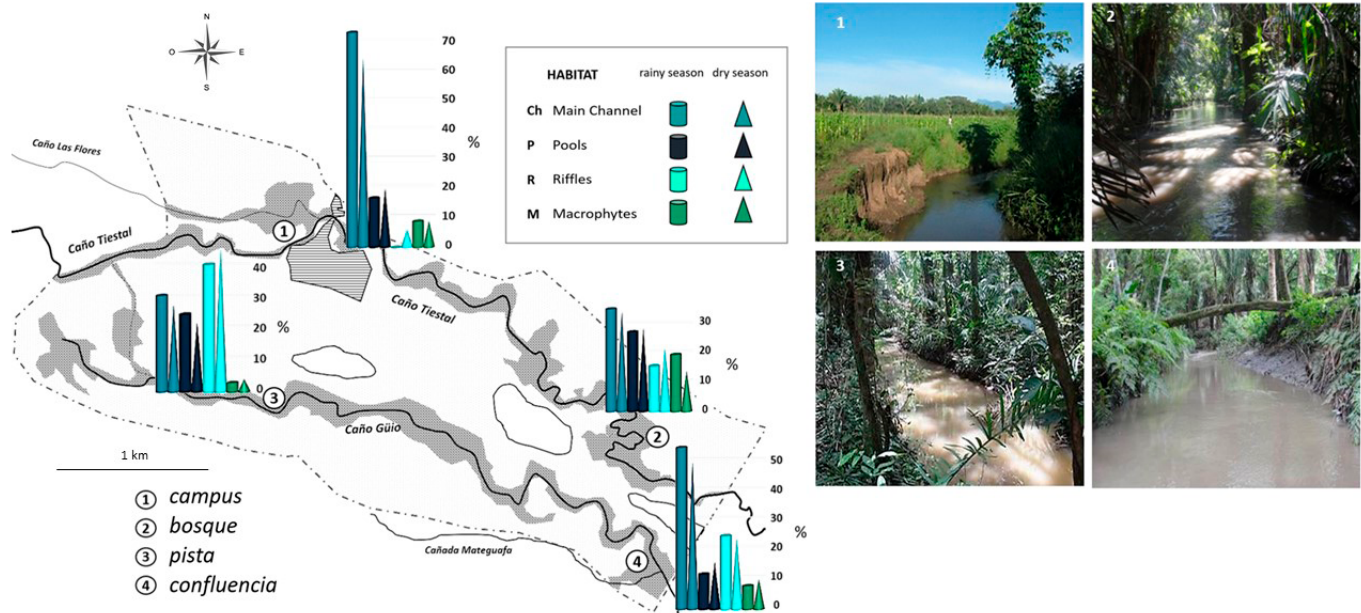 N
O
E
S
Caño Las Flores
Caño Tiestal
1
70
60
50
40
%
30
20
10
0
HABITAT rainy season dry season
Ch Main Channel
P Pools
R Riffles
M Macrophytes
40
30
20
%
10
0
3
Caño Tiestal
Caño Güio
30
20
%
10
0
2
50
40
30
%
20
10
0
4
Cañada Mateguafa
1 km
1 campus
2 bosque
3 pista
4 confluencia
1
2
3
4